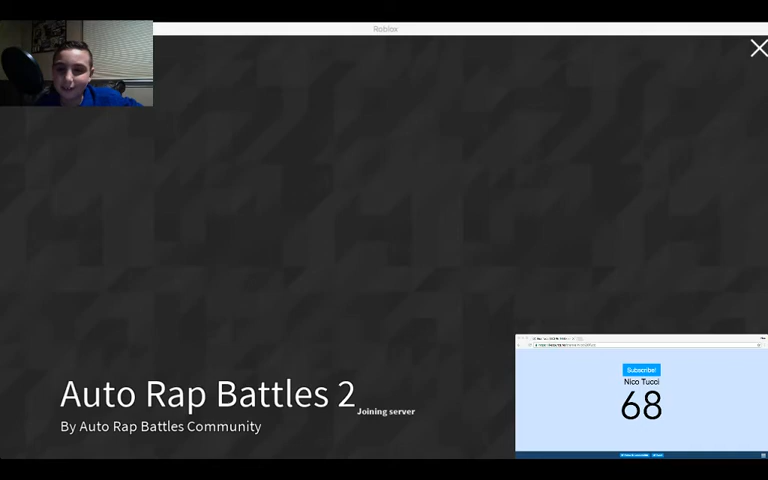 Roblox
Subscribe!
Nico Tucci
68
Auto Rap Battles 2
Joining server
By Auto Rap Battles Community